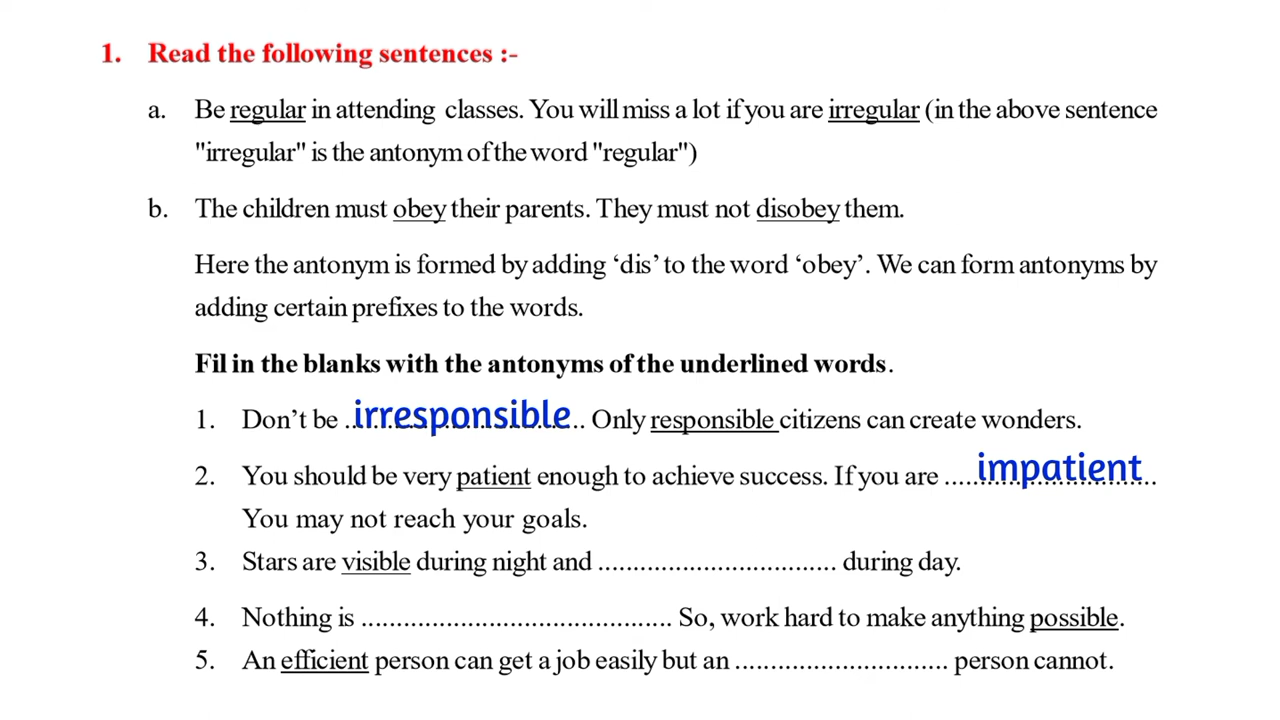 1. Read the following sentences :-
a. Be regular in attending classes. You will miss a lot if you are irregular (in the above sentence
"irregular" is the antonym of the word "regular")
b. The children must obey their parents. They must not disobey them.
Here the antonym is formed by adding ‘dis’ to the word ‘obey’. We can form antonyms by
adding certain prefixes to the words.
Fil in the blanks with the antonyms of the underlined words.
1. Don’t be irresponsible. Only responsible citizens can create wonders.
2. You should be very patient enough to achieve success. If you are impatient
You may not reach your goals.
3. Stars are visible during night and .................................. during day.
4. Nothing is ............................................ So, work hard to make anything possible.
5. An efficient person can get a job easily but an .............................. person cannot.